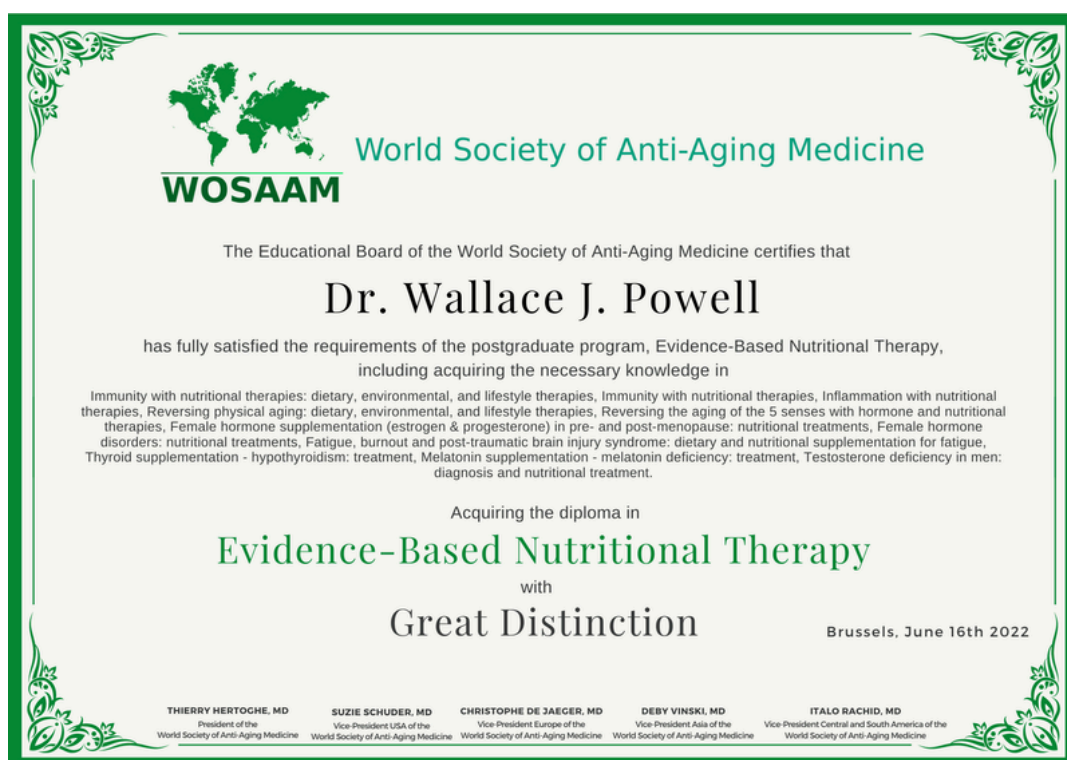 World Society of Anti-Aging Medicine
WOSAAM
The Educational Board of the World Society of Anti-Aging Medicine certifies that
Dr. Wallace J. Powell
has fully satisfied the requirements of the postgraduate program, Evidence-Based Nutritional Therapy,
including acquiring the necessary knowledge in
Immunity with nutritional therapies: dietary, environmental, and lifestyle therapies, Immunity with nutritional therapies, Inflammation with nutritional
therapies, Reversing physical aging: dietary, environmental, and lifestyle therapies, Reversing the aging of the 5 senses with hormone and nutritional
therapies, Female hormone supplementation (estrogen & progesterone) in pre- and post-menopause: nutritional treatments, Female hormone
disorders: nutritional treatments, Fatigue, burnout and post-traumatic brain injury syndrome: dietary and nutritional supplementation for fatigue,
Thyroid supplementation - hypothyroidism: treatment, Melatonin supplementation - melatonin deficiency: treatment, Testosterone deficiency in men:
diagnosis and nutritional treatment.
Acquiring the diploma in
Evidence-Based Nutritional Therapy
with
Great Distinction
Brussels, June 16th 2022
THIERRY HERTOGHE, MD
President of the
World Society of Anti-Aging Medicine
SUZIE SCHUDER, MD
Vice-President USA of the
World Society of Anti-Aging Medicine
CHRISTOPHE DE JAEGER, MD
Vice-President Europe of the
World Society of Anti-Aging Medicine
DEBY VINSKI, MD
Vice-President Asia of the
World Society of Anti-Aging Medicine
ITALO RACHID, MD
Vice-President Central and South America of the
World Society of Anti-Aging Medicine